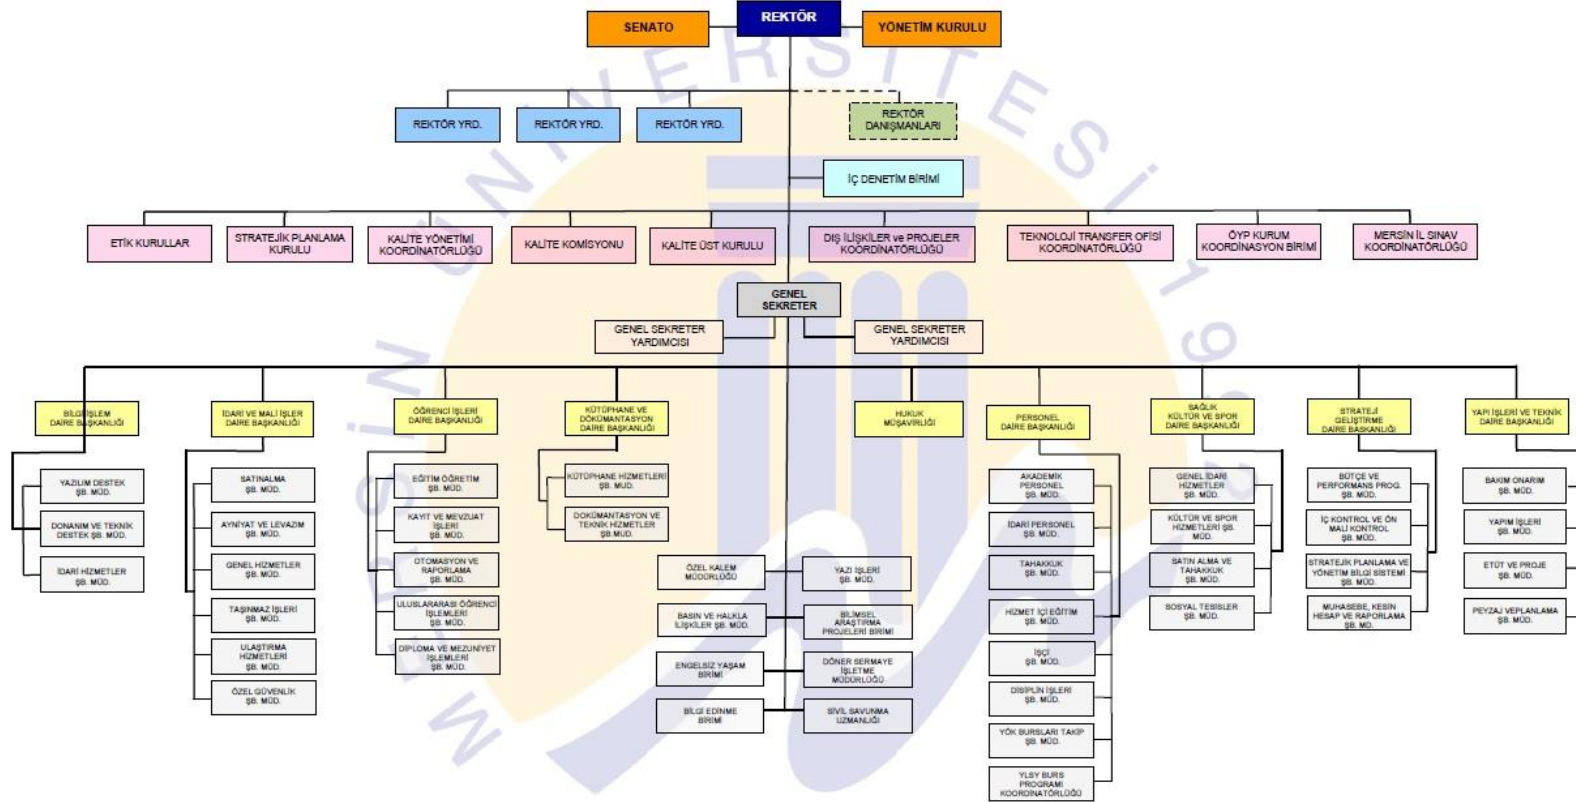 SENATO
REKTÖR
YÖNETİM KURULU
REKTÖR YRD.
REKTÖR YRD.
REKTÖR YRD.
REKTÖR
DANIŞMANLARI
İÇ DENETİM BİRİMİ
ETİK KURULLAR
STRATEJİK PLANLAMA
KURULU
KALİTE YÖNETİMİ
KOORDİNATÖRLÜĞÜ
KALİTE KOMİSYONU
KALİTE ÜST KURULU
DIŞ İLİŞKİLER ve PROJELER
KOORDİNATÖRLÜĞÜ
TEKNOLOJİ TRANSFER OFİSİ
KOORDİNATÖRLÜĞÜ
ÖYP KURUM
KOORDİNASYON BİRİMİ
MERSİN İL SINAV
KOORDİNATÖRLÜĞÜ
GENEL
SEKRETER
GENEL SEKRETER
YARDIMCISI
GENEL SEKRETER
YARDIMCISI
BİLGİ İŞLEM
DAİRE BAŞKANLIĞI
İDARİ VE MALİ İŞLER
DAİRE BAŞKANLIĞI
ÖĞRENCİ İŞLERİ
DAİRE BAŞKANLIĞI
KÜTÜPHANE VE
DÖKÜMANTASYON
DAİRE BAŞKANLIĞI
HUKUK
MÜŞAVİRLİĞİ
PERSONEL
DAİRE BAŞKANLIĞI
SAĞLIK
KÜLTÜR VE SPOR
DAİRE BAŞKANLIĞI
STRATEJİ
GELİŞTİRME
DAİRE BAŞKANLIĞI
YAPI İŞLERİ VE TEKNİK
DAİRE BAŞKANLIĞI
YAZILIM DESTEK
ŞB. MÜD.
DONANIM VE TEKNİK
DESTEK ŞB. MÜD.
İDARİ HİZMETLER
ŞB. MÜD.
SATINALMA
ŞB. MÜD.
AYNİYAT VE LEVAZIM
ŞB. MÜD.
GENEL HİZMETLER
ŞB. MÜD.
TAŞINMAZ İŞLERİ
ŞB. MÜD.
ULAŞTIRMA
HİZMETLERİ
ŞB. MÜD.
ÖZEL GÜVENLİK
ŞB. MÜD.
EĞİTİM ÖĞRETİM
ŞB. MÜD.
KAYIT VE MEVZUAT
İŞLERİ
ŞB. MÜD.
OTOMASYON VE
RAPORLAMA
ŞB. MÜD.
ULUSLARARASI ÖĞRENCİ
İŞLEMLERİ
ŞB. MÜD.
DİPLOMA VE MEZUNİYET
İŞLEMLERİ
ŞB. MÜD.
KÜTÜPHANE HİZMETLERİ
ŞB. MUD.
DOKÜMANTASYON VE
TEKNİK HİZMETLER
ŞB.MUD.
ÖZEL KALEM
MÜDÜRLÜĞÜ
YAZI İŞLERİ
ŞB. MÜD.
BASIN VE HALKLA
İLİŞKİLER ŞB. MÜD.
BİLİMSEL
ARAŞTIRMA
PROJELERİ BİRİMİ
ENGELSİZ YAŞAM
BİRİMİ
DÖNER SERMAYE
İŞLETME
MÜDÜRLÜĞÜ
BİLGİ EDİNME
BİRİMİ
SİVİL SAVUNMA
UZMANLIĞI
AKADEMİK
PERSONEL
ŞB. MÜD.
İDARİ PERSONEL
ŞB. MÜD.
TAHAKKUK
ŞB. MÜD.
HİZMET İÇİ EĞİTİM
ŞB. MÜD.
İŞÇİ
ŞB. MÜD.
DİSİPLİN İŞLERİ
ŞB. MÜD.
YÖK BURSLARI TAKİP
ŞB. MÜD.
YLSY BURS
PROGRAMI
KOORDİNATÖRLÜĞÜ
GENEL İDARİ
HİZMETLER
ŞB. MÜD.
KÜLTÜR VE SPOR
HİZMETLERİ ŞB.
MÜD.
SATIN ALMA VE
TAHAKKUK
ŞB. MÜD.
SOSYAL TESİSLER
ŞB. MÜD.
BÜTÇE VE
PERFORMANS PROG.
ŞB. MÜD.
İÇ KONTROL VE ÖN
MALİ KONTROL
ŞB. MÜD.
STRATEJİK PLANLAMA VE
YÖNETİM BİLGİ SİSTEMİ
ŞB. MÜD.
MUHASEBE, KESİN
HESAP VE RAPORLAMA
ŞB. MD.
BAKIM ONARIM
ŞB. MÜD.
YAPIM İŞLERİ
ŞB. MÜD.
ETÜT VE PROJE
ŞB. MÜD.
PEYZAJ VEPLANLAMA
ŞB. MÜD.
MERSİN ÜNİVERSİTESİ 1992